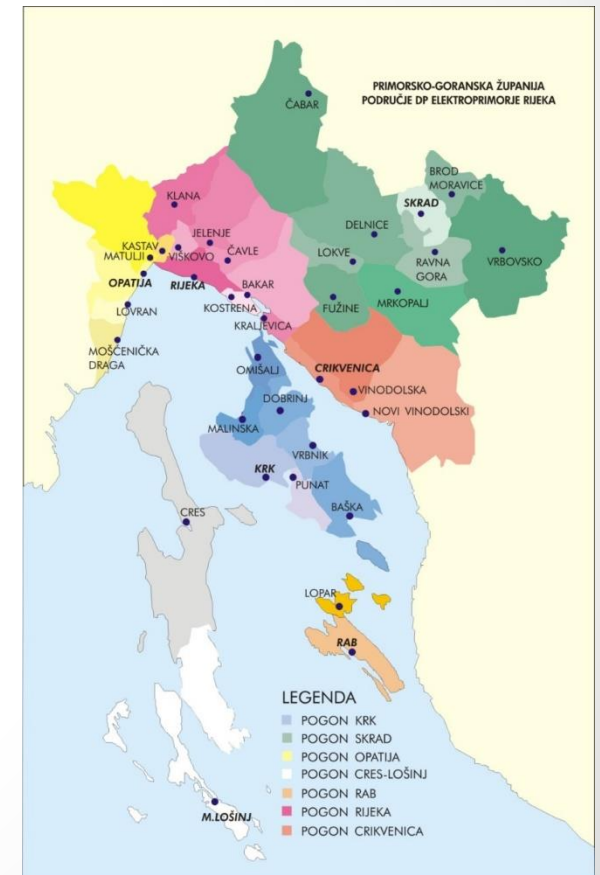 PRIMORSKO-GORANSKA ŽUPANIJA
PODRUČJE DP ELEKTROPRIMORJE RIJEKA
ČABAR
BROD
MORAVICE
SKRAD
KLANA
DELNICE
JELENJE
KASTAV
VIŠKOVO
MATULJI
ČAVLE
LOKVE
RAVNA
GORA
VRBOVSKO
OPATIJA
RIJEKA
BAKAR
KOSTRENA
FUŽINE
MRKOPALJ
LOVRAN
KRALJEVICA
MOŠĆENIČKA
DRAGA
OMIŠALJ
CRIKVENICA
VINODOLSKA
DOBRINJ
NOVI VINODOLSKI
MALINSKA
VRBNIK
KRK
PUNAT
BAŠKA
CRES
LOPAR
RAB
LEGENDA
POGON KRK
POGON SKRAD
POGON OPATIJA
POGON CRES-LOŠINJ
POGON RAB
POGON RIJEKA
POGON CRIKVENICA
M.LOŠINJ